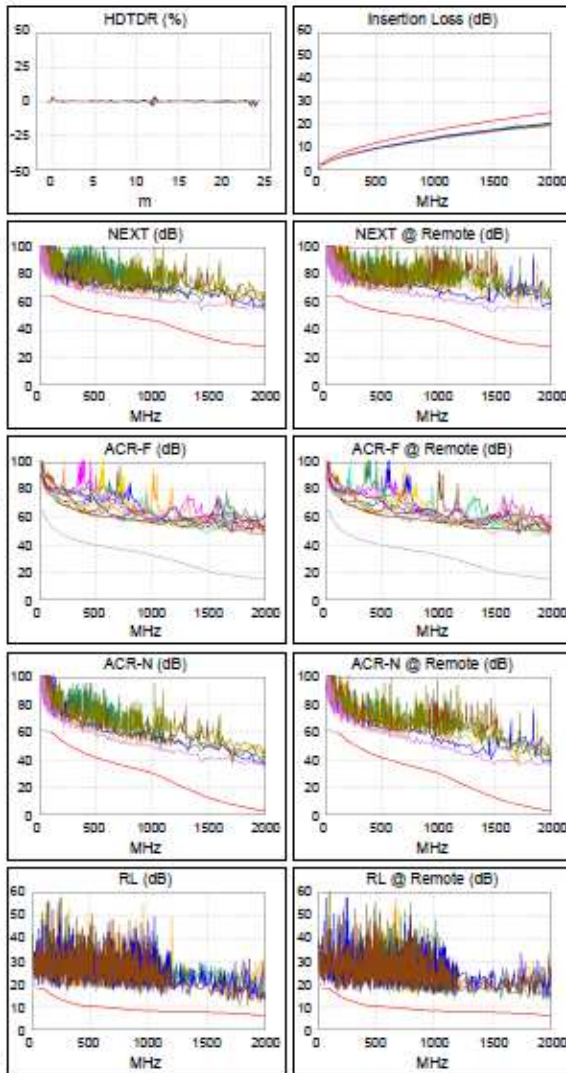 HDTDR (%)
50
25
0
-25
-50
0 5 10 15 20 25
m
Insertion Loss (dB)
60
50
40
30
20
10
0
0 500 1000 1500 2000
MHz
NEXT (dB)
100
80
60
40
20
0
0 500 1000 1500 2000
MHz
NEXT @ Remote (dB)
100
80
60
40
20
0
0 500 1000 1500 2000
MHz
ACR-F (dB)
100
80
60
40
20
0
0 500 1000 1500 2000
MHz
ACR-F @ Remote (dB)
100
80
60
40
20
0
0 500 1000 1500 2000
MHz
ACR-N (dB)
100
80
60
40
20
0
0 500 1000 1500 2000
MHz
ACR-N @ Remote (dB)
100
80
60
40
20
0
0 500 1000 1500 2000
MHz
RL (dB)
60
50
40
30
20
10
0
0 500 1000 1500 2000
MHz
RL @ Remote (dB)
60
50
40
30
20
10
0
0 500 1000 1500 2000
MHz